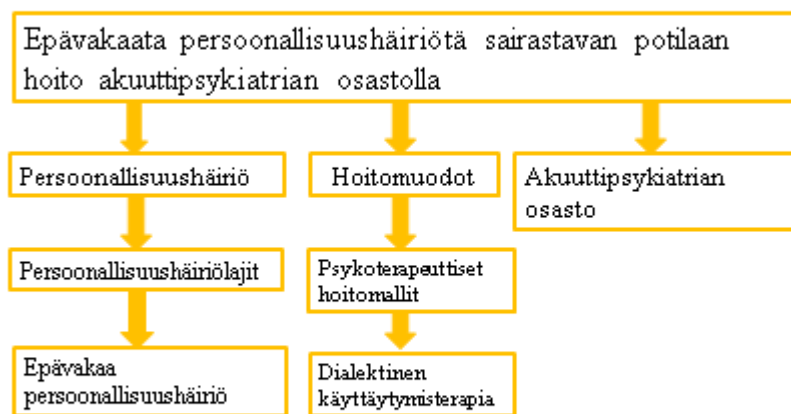 Epävakaata persoonallisuushäiriötä sairastavan potilaan
hoito akuuttipsykiatrian osastolla
Persoonallisuushäiriö
Hoitomuodot
Akuuttipsykiatrian
osasto
Persoonallisuushäiriölajit
Psykoterapeuttiset
hoitomallit
Epävakaa
persoonallisuushäiriö
Dialektinen
käyttäytymisterapia